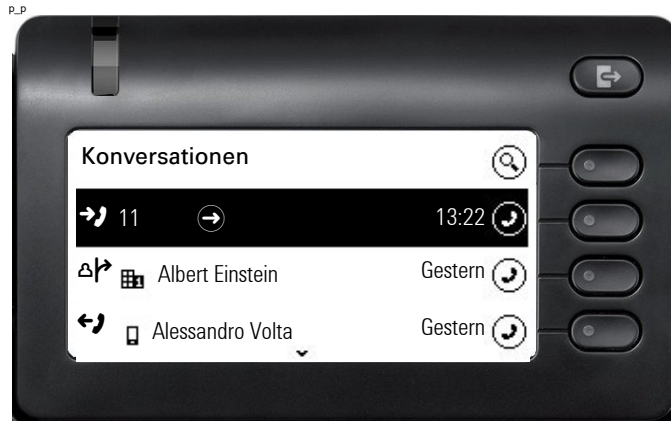 p_p
Konversationen
11 13:22
Albert Einstein Gestern
Alessandro Volta Gestern